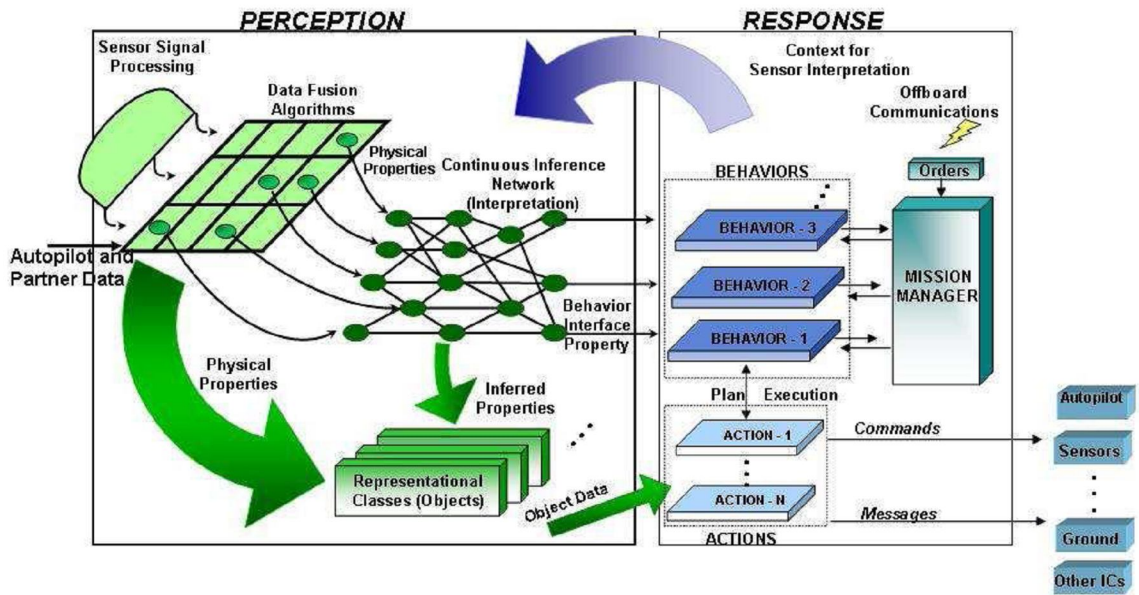 PERCEPTION
RESPONSE
Sensor Signal
Processing
Data Fusion
Algorithms
Physical
Properties
Continuous Inference
Network
(Interpretation)
Autopilot and
Partner Data
Physical
Properties
Inferred
Properties
Behavior
Interface
Property
Representational
Classes (Objects)
Object Data
Context for
Sensor Interpretation
Offboard
Communications
Orders
BEHAVIORS
BEHAVIOR - 3
BEHAVIOR - 2
BEHAVIOR - 1
MISSION
MANAGER
Plan Execution
ACTION - 1
ACTION - N
ACTIONS
Commands
Messages
Autopilot
Sensors
Ground
Other ICs